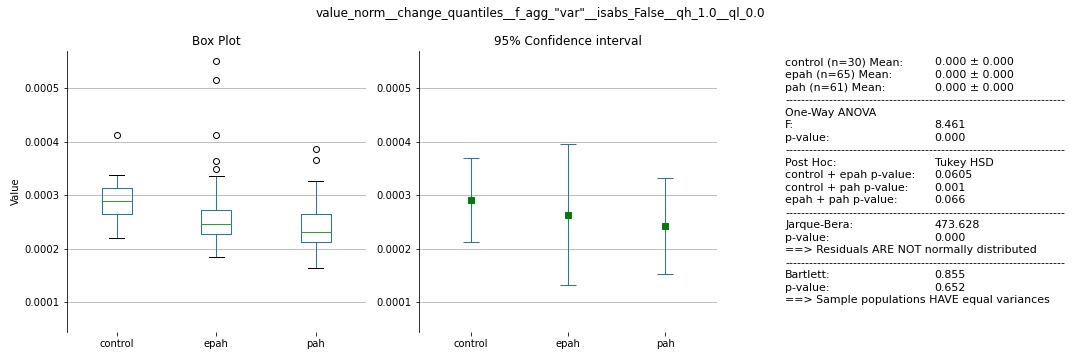 value_norm__change_quantiles__f_agg_"var"__isabs_False__qh_1.0__ql_0.0
Box Plot
Value
0.0005
0.0004
0.0003
0.0002
0.0001
control epah pah
95% Confidence interval
0.0005
0.0004
0.0003
0.0002
0.0001
control epah pah
control (n=30) Mean: 0.000 ± 0.000
epah (n=65) Mean: 0.000 ± 0.000
pah (n=61) Mean: 0.000 ± 0.000
One-Way ANOVA
F: 8.461
p-value: 0.000
Post Hoc: Tukey HSD
control + epah p-value: 0.0605
control + pah p-value: 0.001
epah + pah p-value: 0.066
Jarque-Bera: 473.628
p-value: 0.000
==> Residuals ARE NOT normally distributed
Bartlett: 0.855
p-value: 0.652
==> Sample populations HAVE equal variances